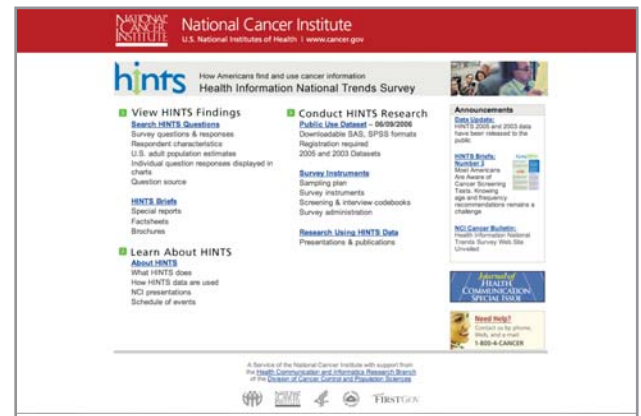 NATIONAL
CANCER
INSTITUTE
National Cancer Institute
U.S. National Institutes of Health | www.cancer.gov
hints
How Americans find and use cancer information
Health Information National Trends Survey
View HINTS Findings
Search HINTS Questions
Survey questions & responses
Respondent characteristics
U.S. adult population estimates
Individual question responses displayed in
charts
Question source
HINTS Briefs
Special reports
Factsheets
Brochures
Learn About HINTS
About HINTS
What HINTS does
How HINTS data are used
NCI presentations
Schedule of events
Conduct HINTS Research
Public Use Dataset – 06/09/2006
Downloadable SAS, SPSS formats
Registration required
2005 and 2003 Datasets
Survey Instruments
Sampling plan
Survey instruments
Screening & interview codebooks
Survey administration
Research Using HINTS Data
Presentations & publications
Announcements
Data Update:
HINTS 2005 and 2003 data
have been released to the
public
HINTS Briefs:
Number 3
Most Americans
Are Aware of
Cancer Screening
Tests. Knowing
age and frequency
recommendations remains a
challenge
NCI Cancer Bulletin:
Health Information National
Trends Survey Web Site
Unveiled
Journal of
HEALTH
COMMUNICATION
SPECIAL ISSUE
Need Help?
Contact us by phone,
Web, and e-mail
1-800-4-CANCER
A Service of the National Cancer Institute with support from
the Health Communication and Informatics Research Branch
of the Division of Cancer Control and Population Sciences
FIRSTGOV